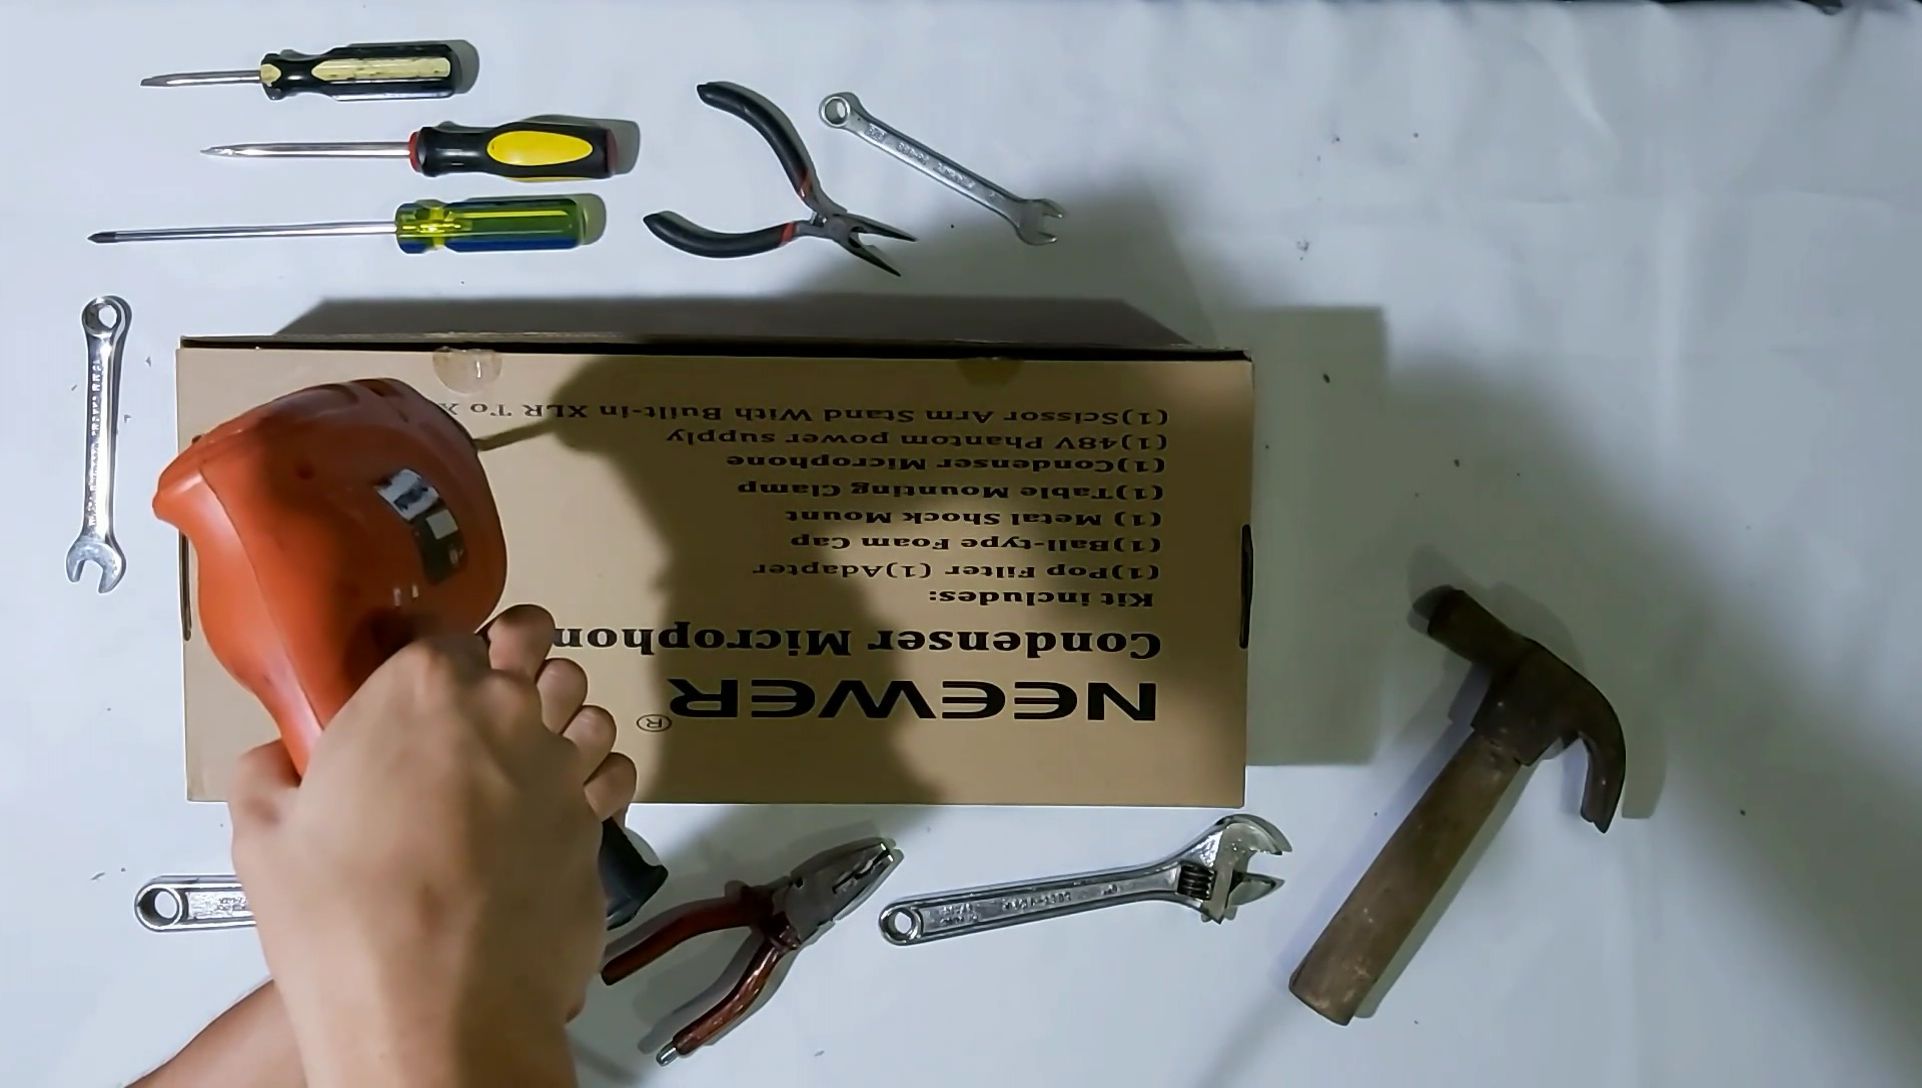 NEEWER®
Condenser Microphon
Kit includes:
(1)Pop Filter (1)Adapter
(1)Ball-type Foam Cap
(1) Metal Shock Mount
(1)Table Mounting Clamp
(1)Condenser Microphone
(1)48V Phantom power supply
(1)Scissor Arm Stand With Built-in XLR To X